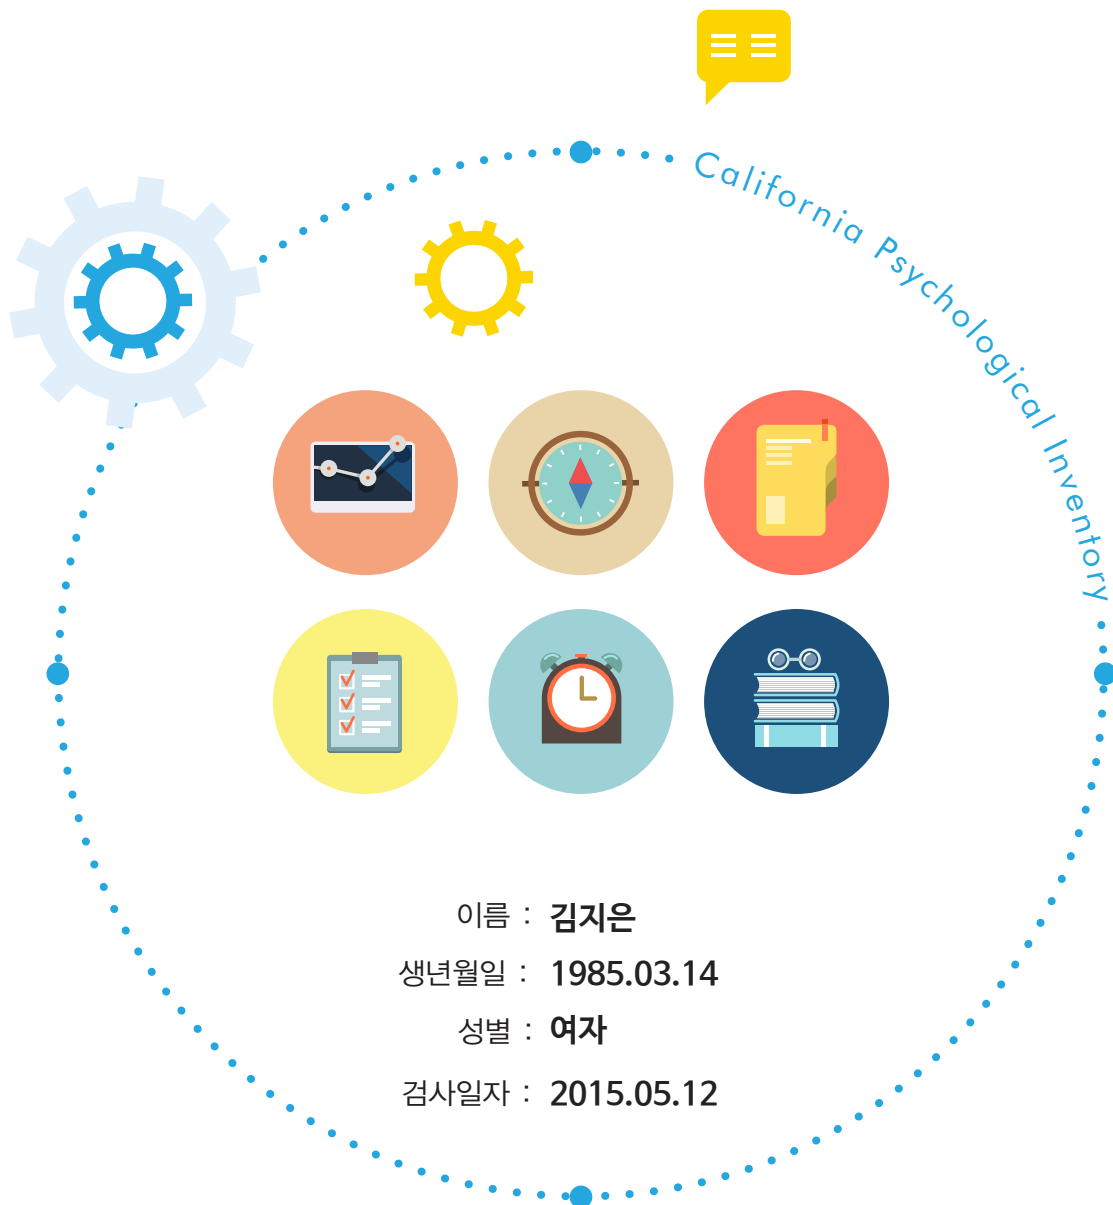 California Psychological Inventory
이름 : 김지은
생년월일 : 1985.03.14
성별 : 여자
검사일자 : 2015.05.12